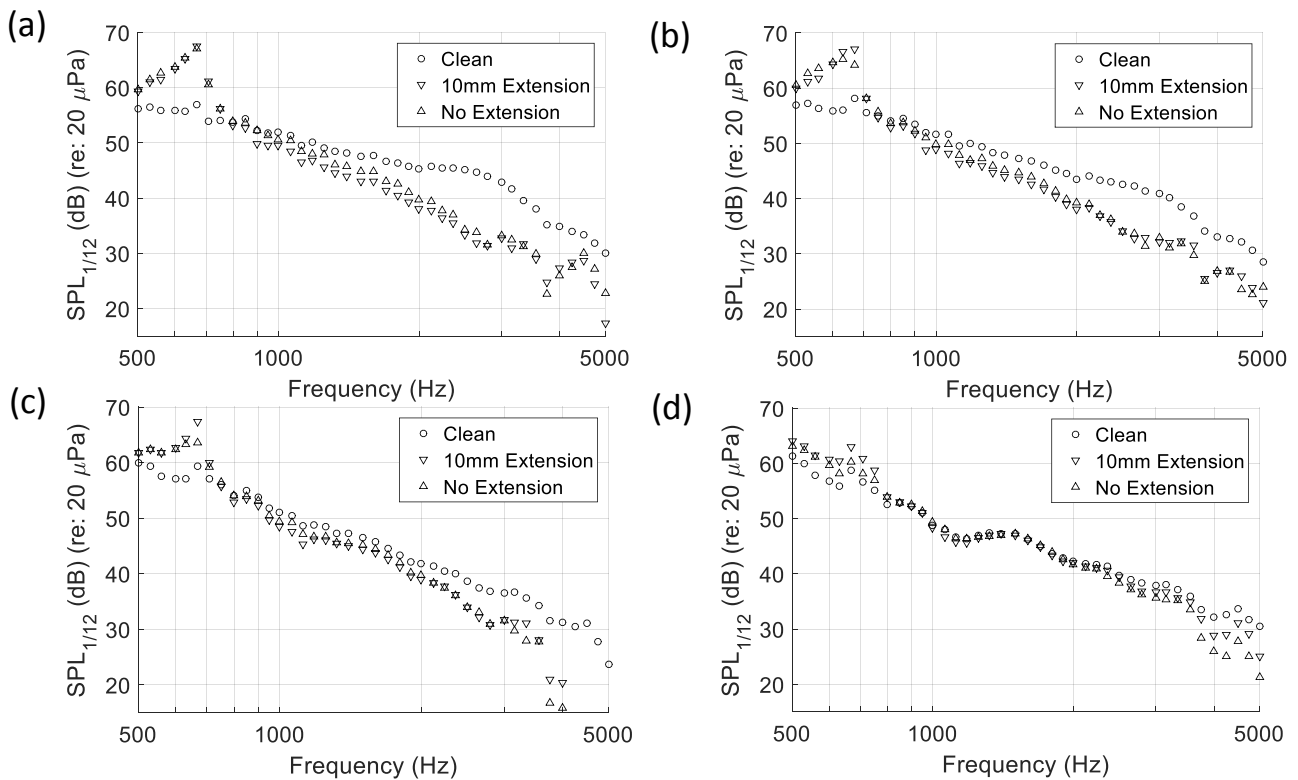 (a)
70
60
50
40
30
20
SPL1/12 (dB) (re: 20 μPa)
Clean
10mm Extension
No Extension
500
1000
5000
Frequency (Hz)
(b)
70
60
50
40
30
20
SPL1/12 (dB) (re: 20 μPa)
Clean
10mm Extension
No Extension
500
1000
5000
Frequency (Hz)
(c)
70
60
50
40
30
20
SPL1/12 (dB) (re: 20 μPa)
Clean
10mm Extension
No Extension
500
1000
5000
Frequency (Hz)
(d)
70
60
50
40
30
20
SPL1/12 (dB) (re: 20 μPa)
Clean
10mm Extension
No Extension
500
1000
5000
Frequency (Hz)